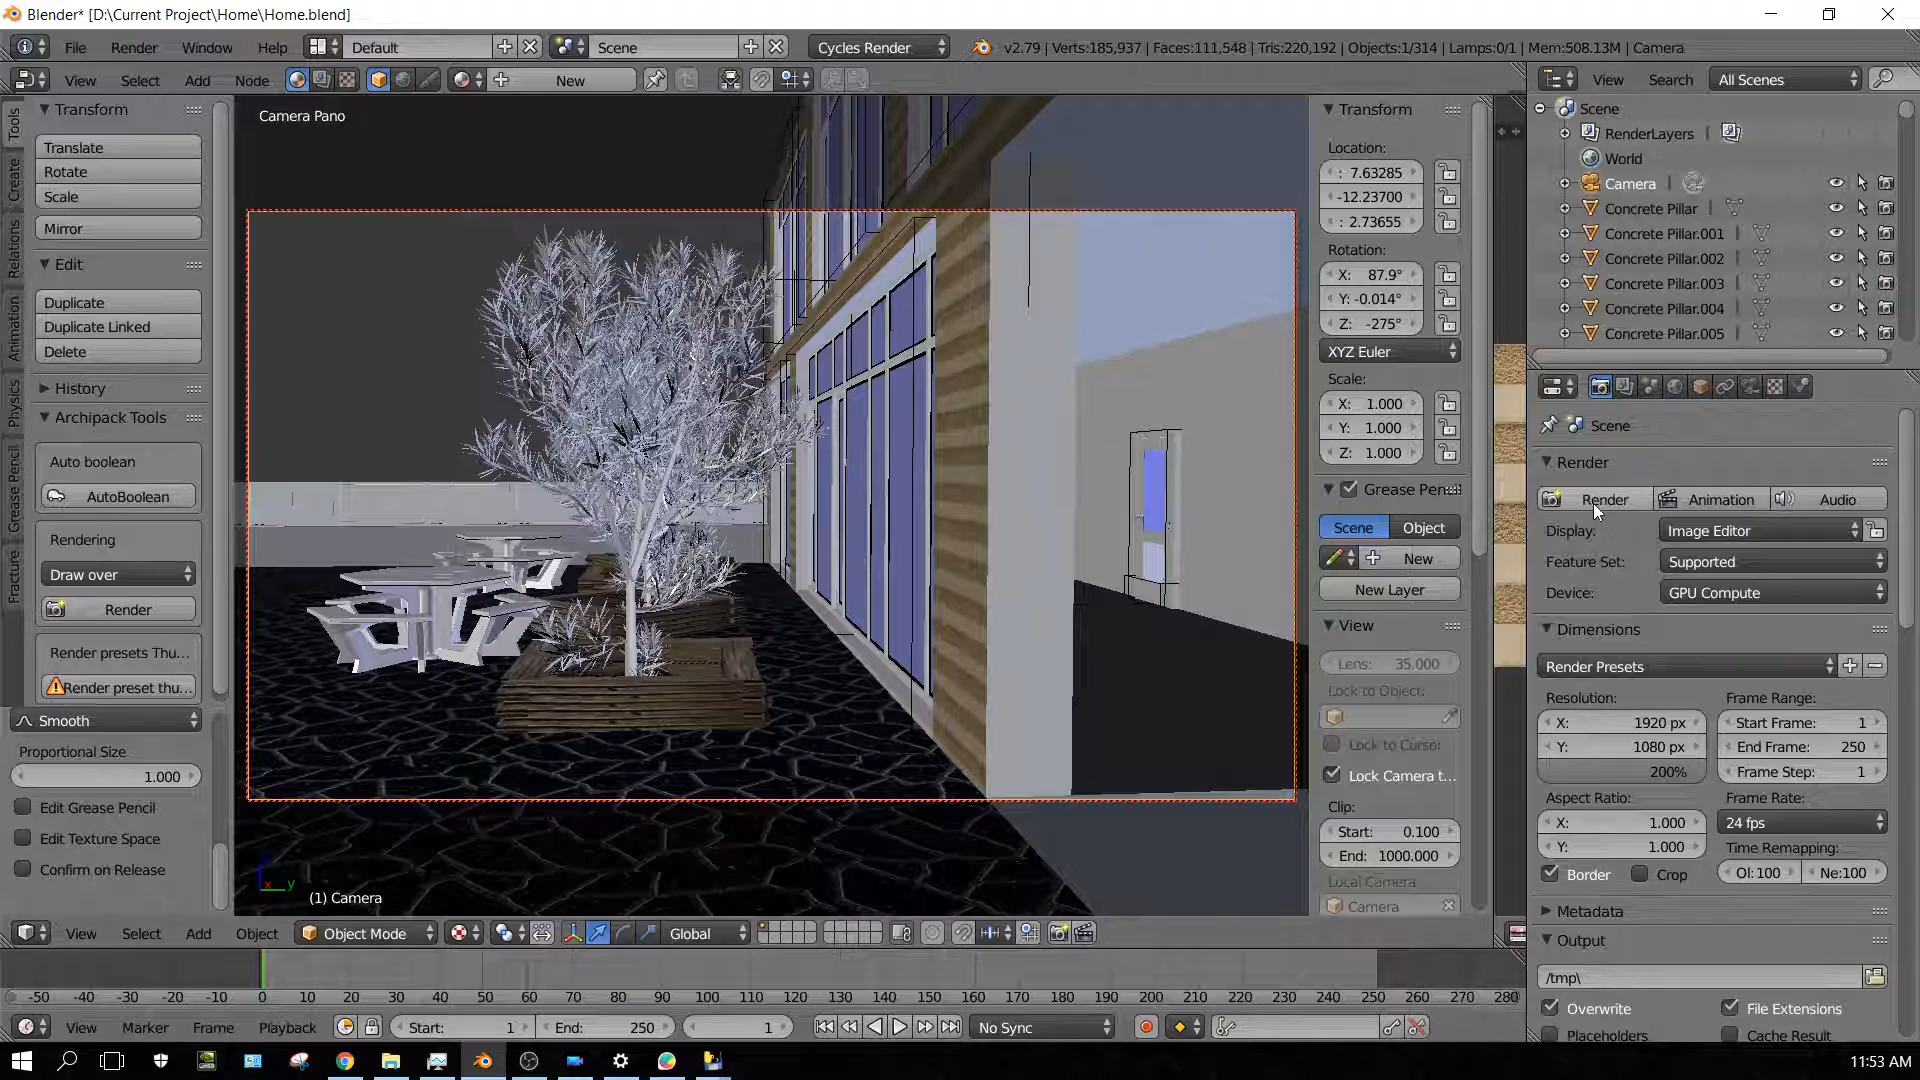 Blender* [D:\Current Project\Home\Home.blend]
File Render Window Help Default Scene Cycles Render v2.79 | Verts:185,937 | Faces:111,548 | Tris:220,192 | Objects:1/314 | Lamps:0/1 | Mem:508.13M | Camera
View Select Add Node New
View Search All Scenes
Tools
Create
Relations
Animation
Physics
Grease Pencil
Fracture
Transform
Translate
Rotate
Scale
Mirror
Edit
Duplicate
Duplicate Linked
Delete
History
Archipack Tools
Auto boolean
AutoBoolean
Rendering
Draw over
Render
Render presets Thu...
Render preset thu...
Smooth
Proportional Size
1.000
Edit Grease Pencil
Edit Texture Space
Confirm on Release
Camera Pano
x y
(1) Camera
Transform
Location:
: 7.63285
-12.23700
: 2.73655
Rotation:
X: 87.9°
Y: -0.014°
Z: -275°
XYZ Euler
Scale:
X: 1.000
Y: 1.000
Z: 1.000
Grease Pen
Scene Object
New
New Layer
View
Lens: 35.000
Lock to Object:
Lock to Cursor
Lock Camera t...
Clip:
Start: 0.100
End: 1000.000
Local Camera
Camera
Scene
RenderLayers
World
Camera
Concrete Pillar
Concrete Pillar.001
Concrete Pillar.002
Concrete Pillar.003
Concrete Pillar.004
Concrete Pillar.005
Scene
Render
Render Animation Audio
Display: Image Editor
Feature Set: Supported
Device: GPU Compute
Dimensions
Render Presets
Resolution: Frame Range:
X: 1920 px Start Frame: 1
Y: 1080 px End Frame: 250
200% Frame Step: 1
Aspect Ratio: Frame Rate:
X: 1.000 24 fps
Y: 1.000 Time Remapping:
Border Crop Ol:100 Ne:100
Metadata
Output
/tmp\
Overwrite File Extensions
Placeholders Cache Result
View Select Add Object Object Mode Global
-50 -40 -30 -20 -10 0 10 20 30 40 50 60 70 80 90 100 110 120 130 140 150 160 170 180 190 200 210 220 230 240 250 260 270 280
View Marker Frame Playback Start: 1 End: 250 1 No Sync
11:53 AM